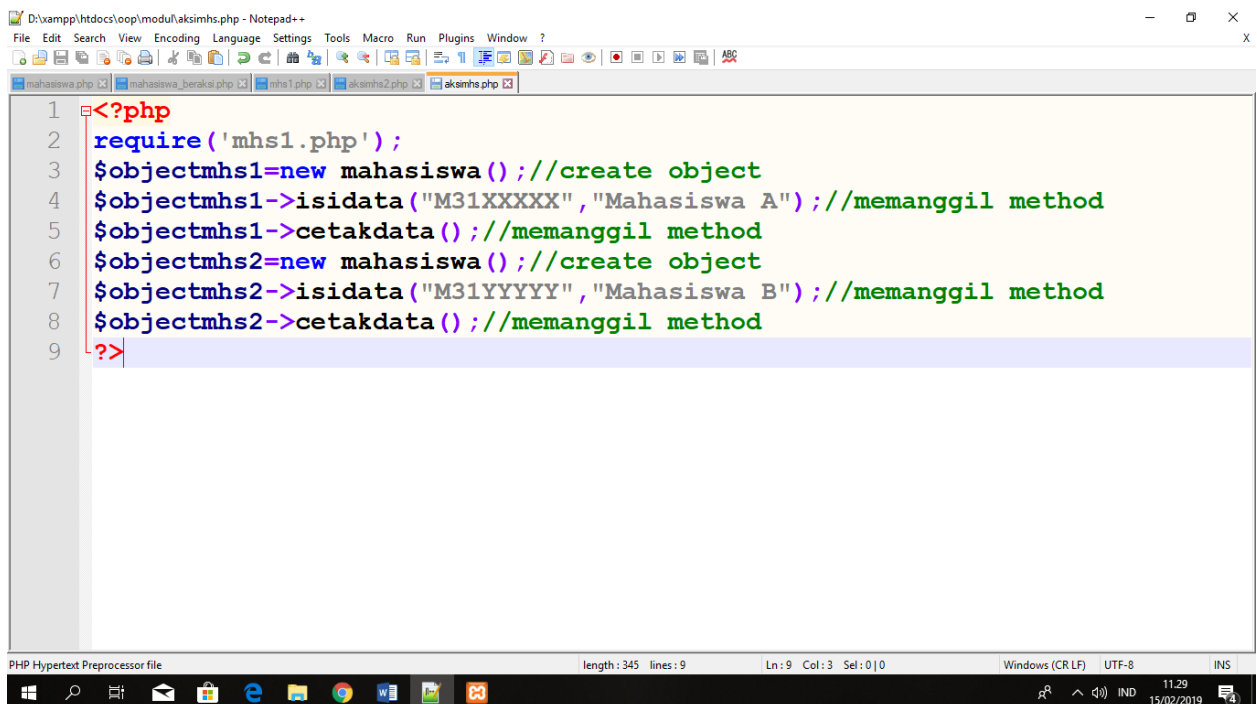 D:\xampp\htdocs\oop\modul\aksimhs.php - Notepad++
File Edit Search View Encoding Language Settings Tools Macro Run Plugins Window ? X
mahasiswa.php mahasiswa_beraksi.php mhs1.php aksimhs2.php aksimhs.php
1 <?php
2 require('mhs1.php');
3 $objectmhs1=new mahasiswa();//create object
4 $objectmhs1->isidata("M31XXXXX","Mahasiswa A");//memanggil method
5 $objectmhs1->cetakdata();//memanggil method
6 $objectmhs2=new mahasiswa();//create object
7 $objectmhs2->isidata("M31YYYYY","Mahasiswa B");//memanggil method
8 $objectmhs2->cetakdata();//memanggil method
9 ?>
PHP Hypertext Preprocessor file length : 345 lines : 9 Ln : 9 Col : 3 Sel : 0 | 0 Windows (CR LF) UTF-8 INS
IND 11.29
15/02/2019 4